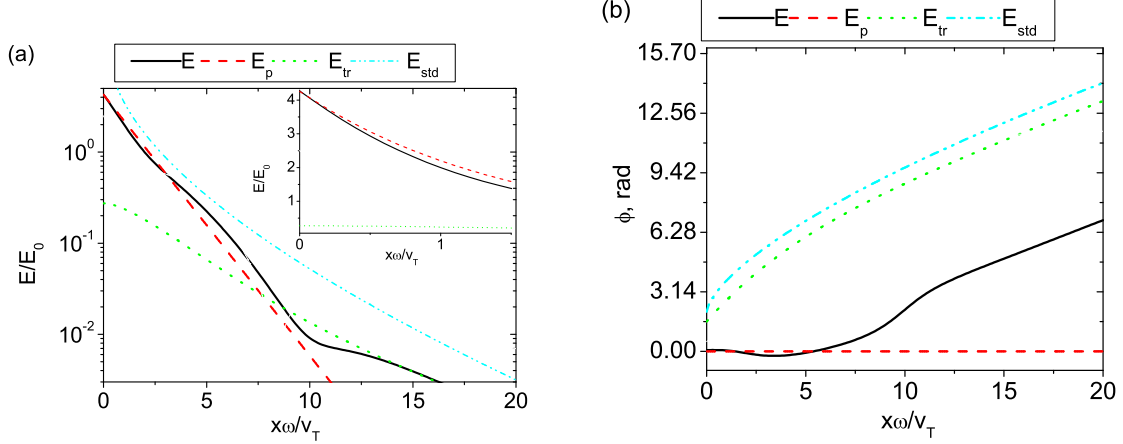 (a)
E E_p E_tr E_std
E/E_0
10^0
10^-1
10^-2
0 5 10 15 20
xω/v_T
E/E_0
4
3
2
1
0
0 1
xω/v_T
(b)
E E_p E_tr E_std
ϕ, rad
15.70
12.56
9.42
6.28
3.14
0.00
0 5 10 15 20
xω/v_T